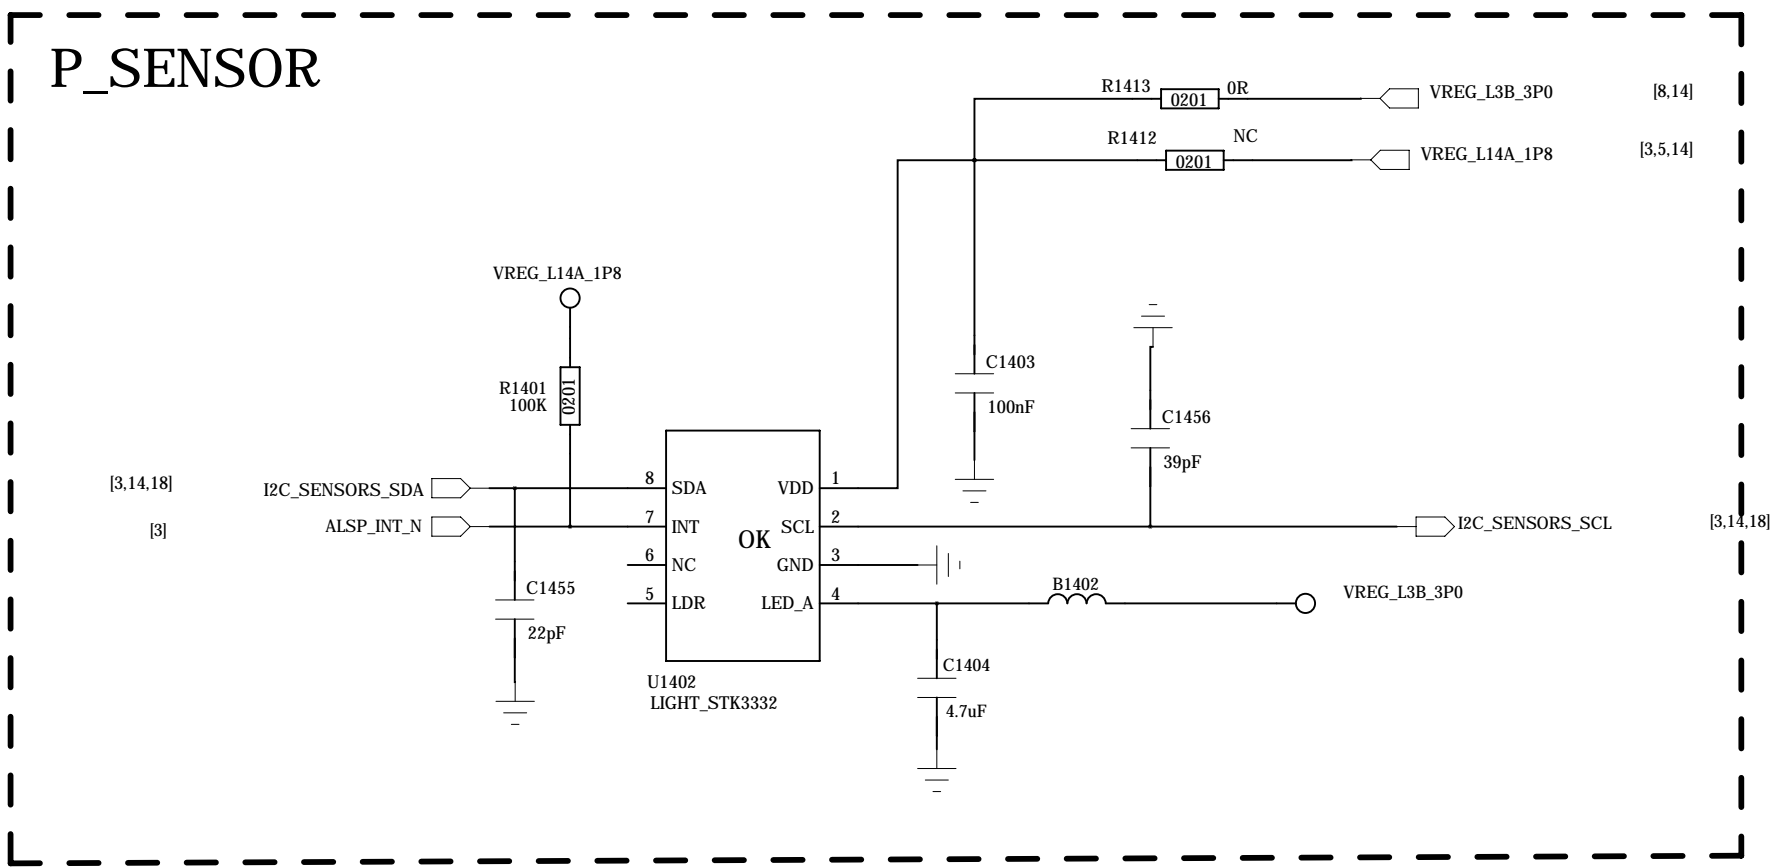 P_SENSOR
R1413 0201 0R VREG_L3B_3P0 [8,14]
R1412 0201 NC VREG_L14A_1P8 [3,5,14]
VREG_L14A_1P8
R1401
100K
0201
C1403
100nF
C1456
39pF
[3,14,18] I2C_SENSORS_SDA 8 SDA VDD 1
[3] ALSP_INT_N 7 INT SCL 2 I2C_SENSORS_SCL [3,14,18]
OK
6 NC GND 3
5 LDR LED_A 4 B1402 VREG_L3B_3P0
C1455
22pF
C1404
4.7uF
U1402
LIGHT_STK3332